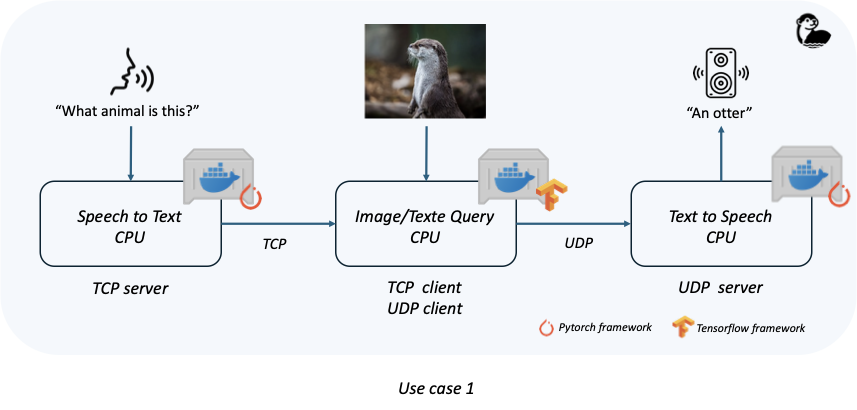 “What animal is this?”
“An otter”
Speech to Text
CPU
TCP
Image/Texte Query
CPU
UDP
Text to Speech
CPU
TCP server
TCP client
UDP client
UDP server
Pytorch framework
Tensorflow framework
Use case 1